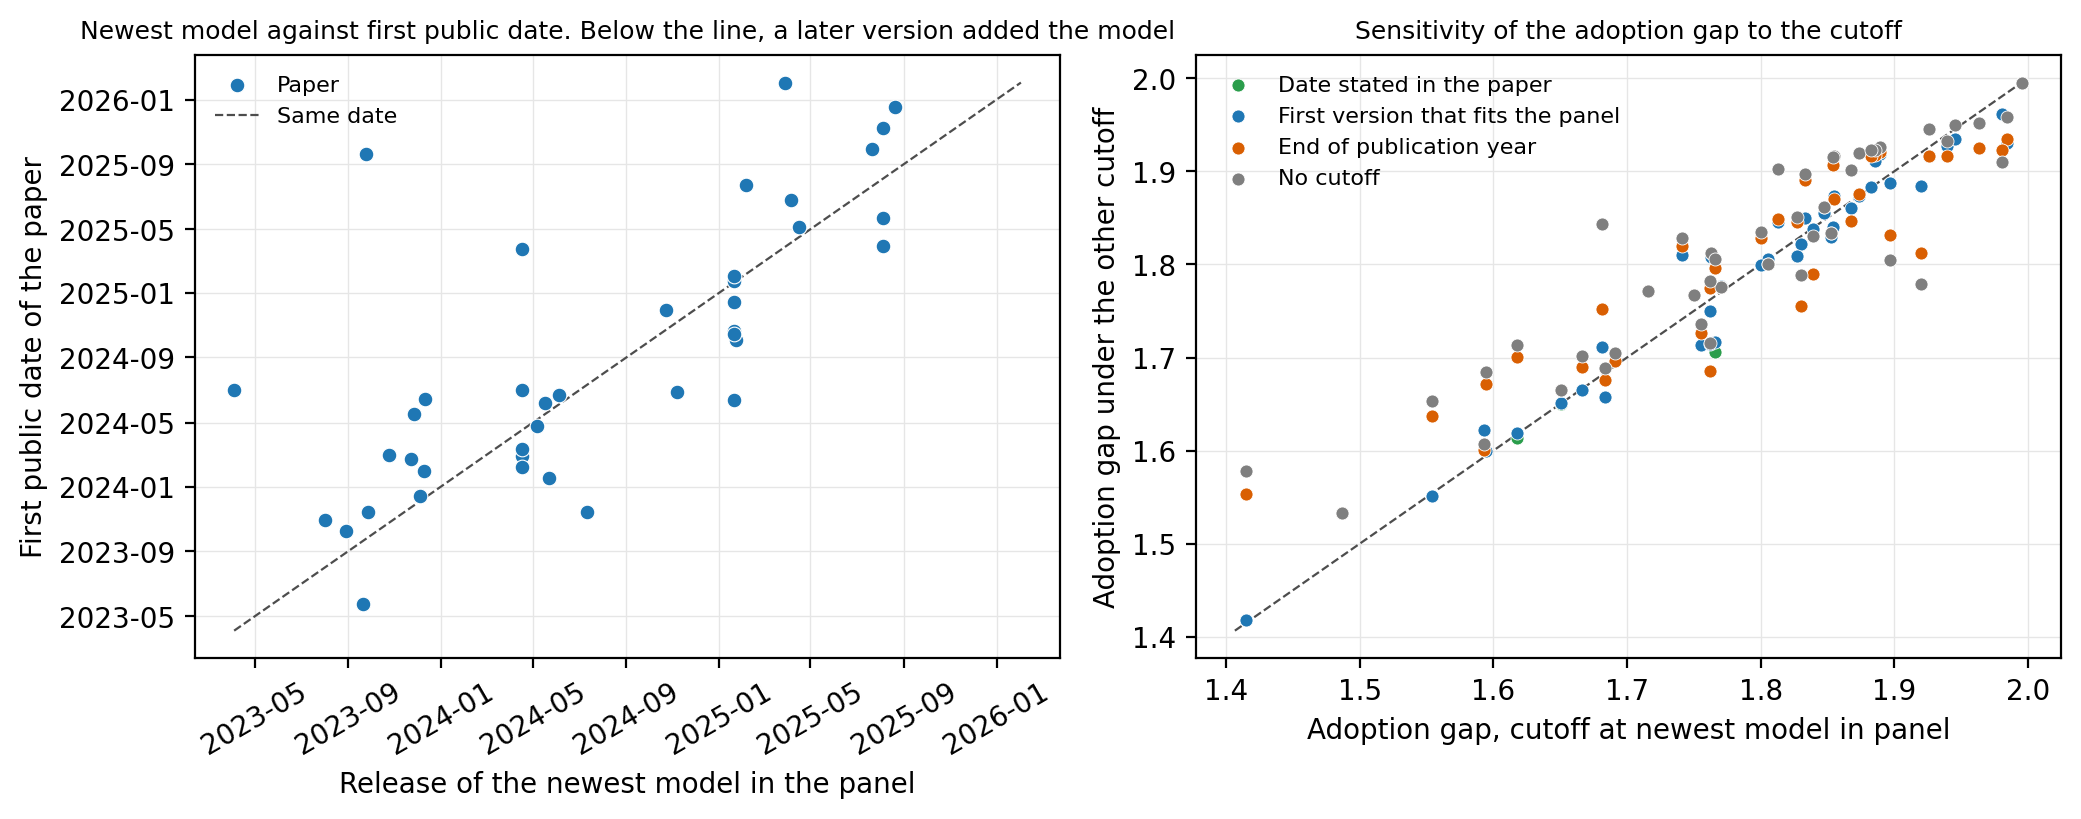 Newest model against first public date. Below the line, a later version added the model
Paper
Same date
First public date of the paper
2026-01
2025-09
2025-05
2025-01
2024-09
2024-05
2024-01
2023-09
2023-05
2023-05
2023-09
2024-01
2024-05
2024-09
2025-01
2025-05
2025-09
2026-01
Release of the newest model in the panel
Sensitivity of the adoption gap to the cutoff
Date stated in the paper
First version that fits the panel
End of publication year
No cutoff
Adoption gap under the other cutoff
2.0
1.9
1.8
1.7
1.6
1.5
1.4
1.4
1.5
1.6
1.7
1.8
1.9
2.0
Adoption gap, cutoff at newest model in panel